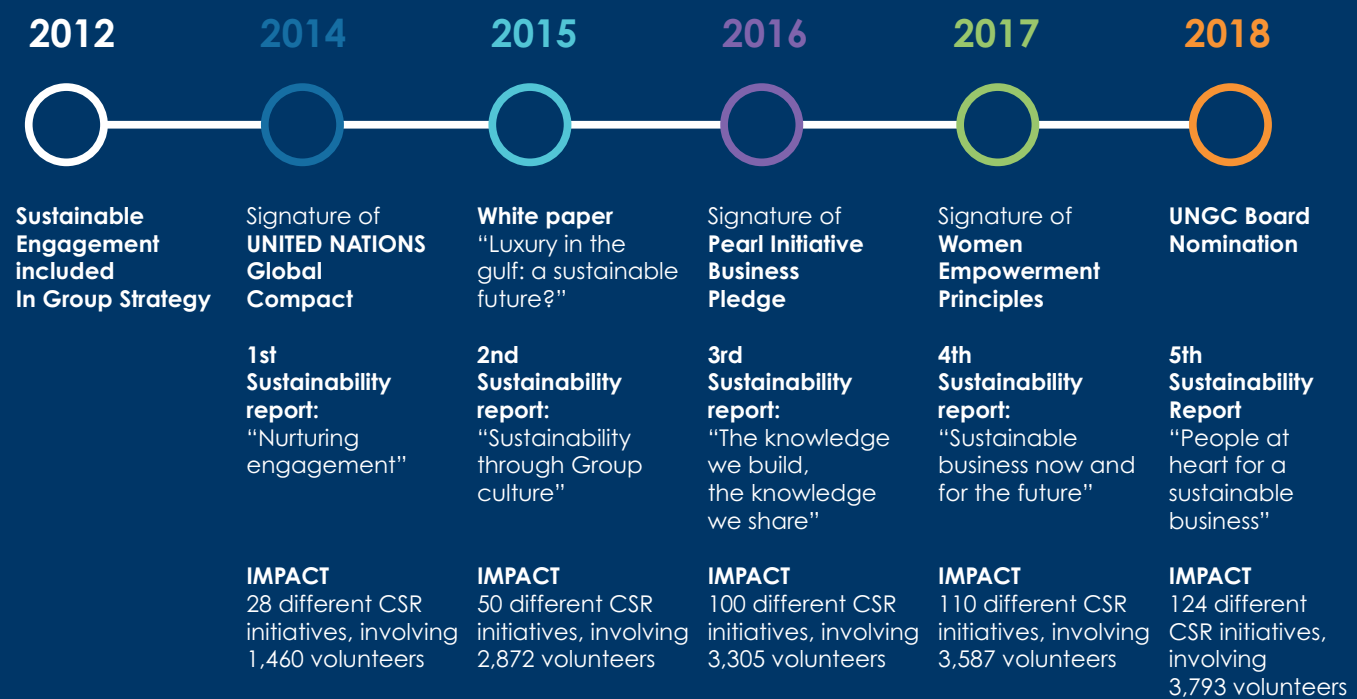 2012
Sustainable
Engagement
included
In Group Strategy
2014
Signature of
UNITED NATIONS
Global
Compact
1st
Sustainability
report:
“Nurturing
engagement”
IMPACT
28 different CSR
initiatives, involving
1,460 volunteers
2015
White paper
“Luxury in the
gulf: a sustainable
future?”
2nd
Sustainability
report:
“Sustainability
through Group
culture”
IMPACT
50 different CSR
initiatives, involving
2,872 volunteers
2016
Signature of
Pearl Initiative
Business
Pledge
3rd
Sustainability
report:
“The knowledge
we build,
the knowledge
we share”
IMPACT
100 different CSR
initiatives, involving
3,305 volunteers
2017
Signature of
Women
Empowerment
Principles
4th
Sustainability
report:
“Sustainable
business now and
for the future”
IMPACT
110 different CSR
initiatives, involving
3,587 volunteers
2018
UNGC Board
Nomination
5th
Sustainability
Report
“People at
heart for a
sustainable
business”
IMPACT
124 different
CSR initiatives,
involving
3,793 volunteers